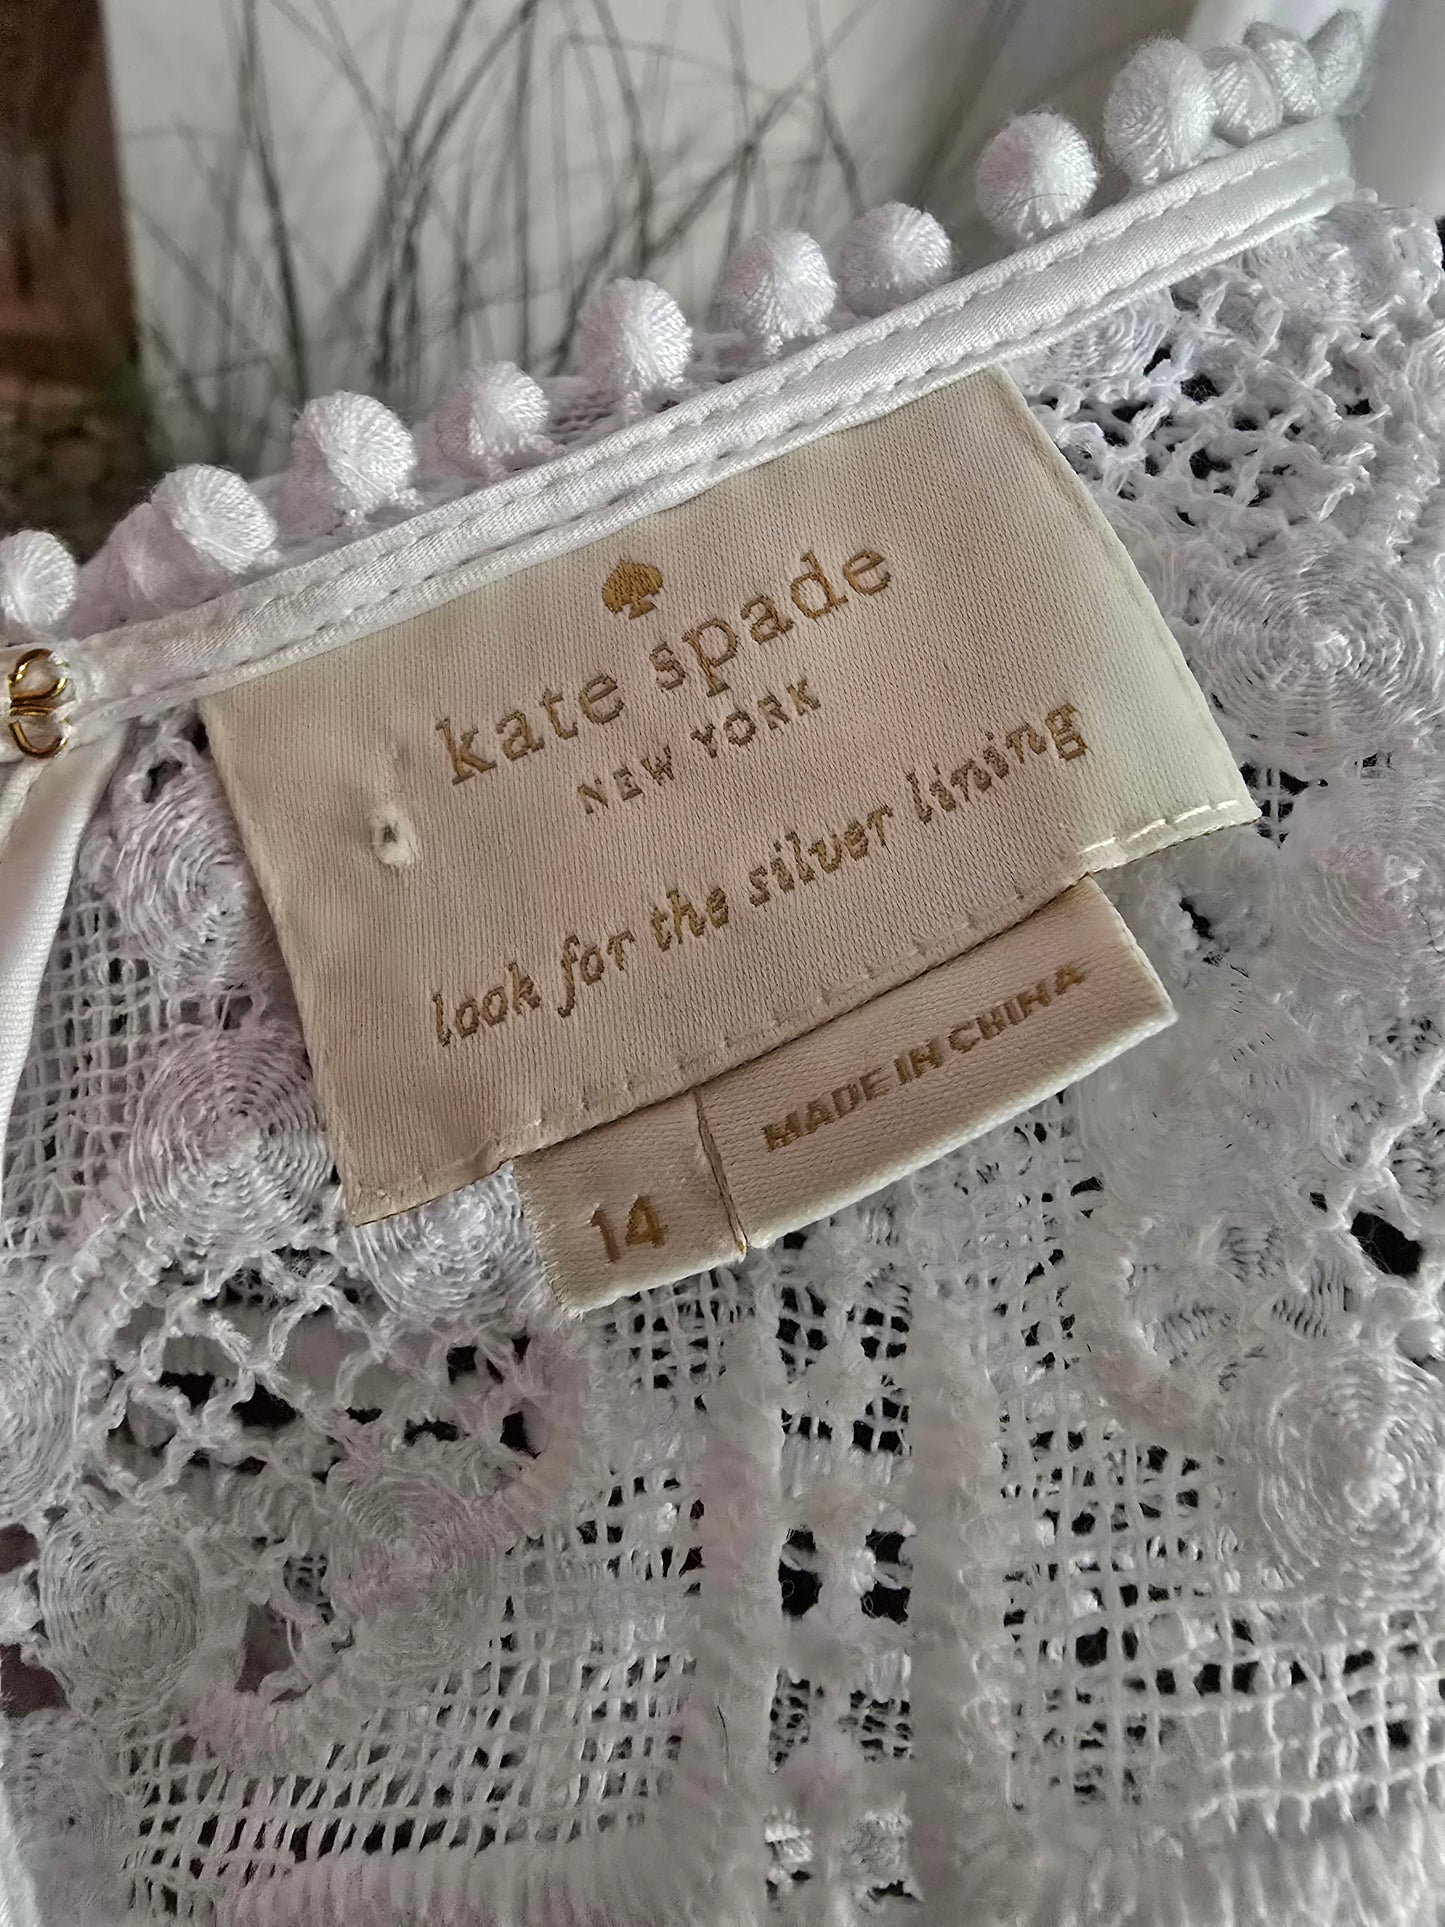 kate spade
NEW YORK
look for the silver lining
MADE IN CHINA
14